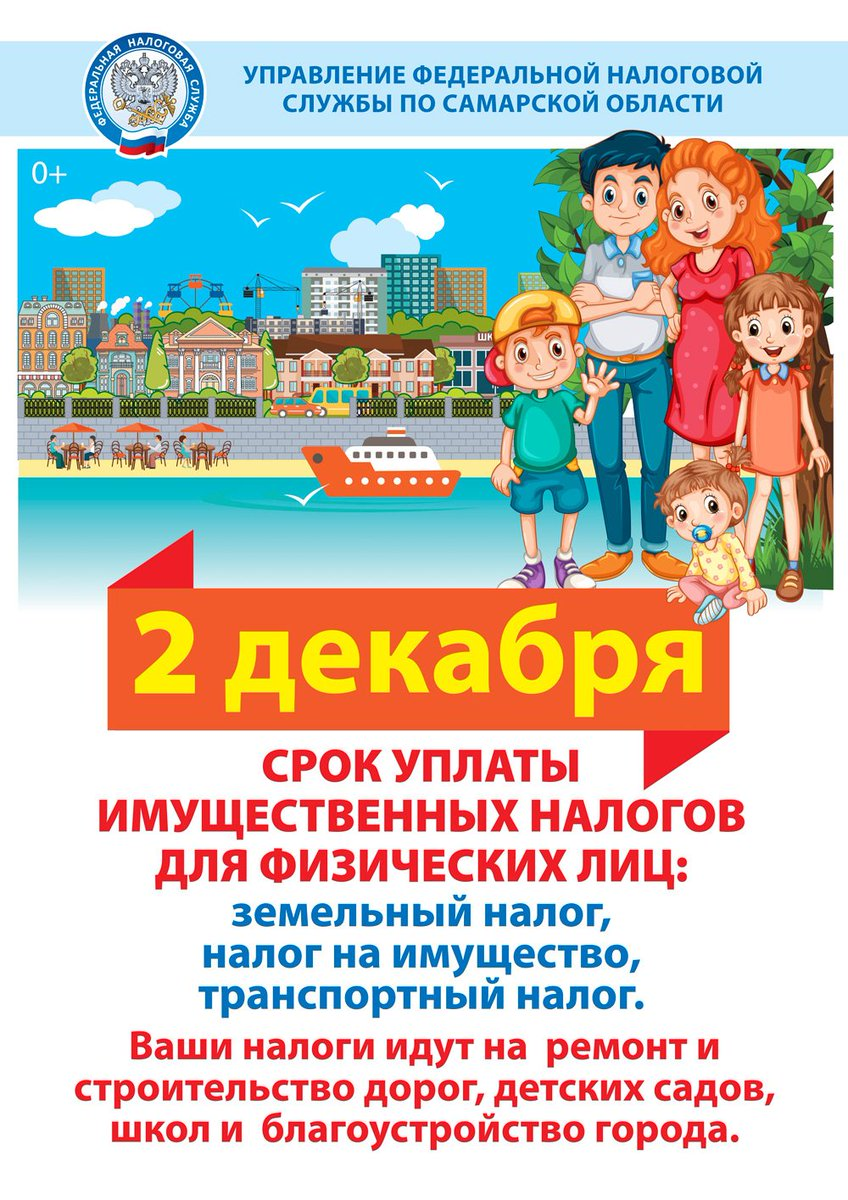 ФЕДЕРАЛЬНАЯ НАЛОГОВАЯ СЛУЖБА
УПРАВЛЕНИЕ ФЕДЕРАЛЬНОЙ НАЛОГОВОЙ
СЛУЖБЫ ПО САМАРСКОЙ ОБЛАСТИ
0+
2 декабря
СРОК УПЛАТЫ
ИМУЩЕСТВЕННЫХ НАЛОГОВ
ДЛЯ ФИЗИЧЕСКИХ ЛИЦ:
земельный налог,
налог на имущество,
транспортный налог.
Ваши налоги идут на ремонт и
строительство дорог, детских садов,
школ и благоустройство города.